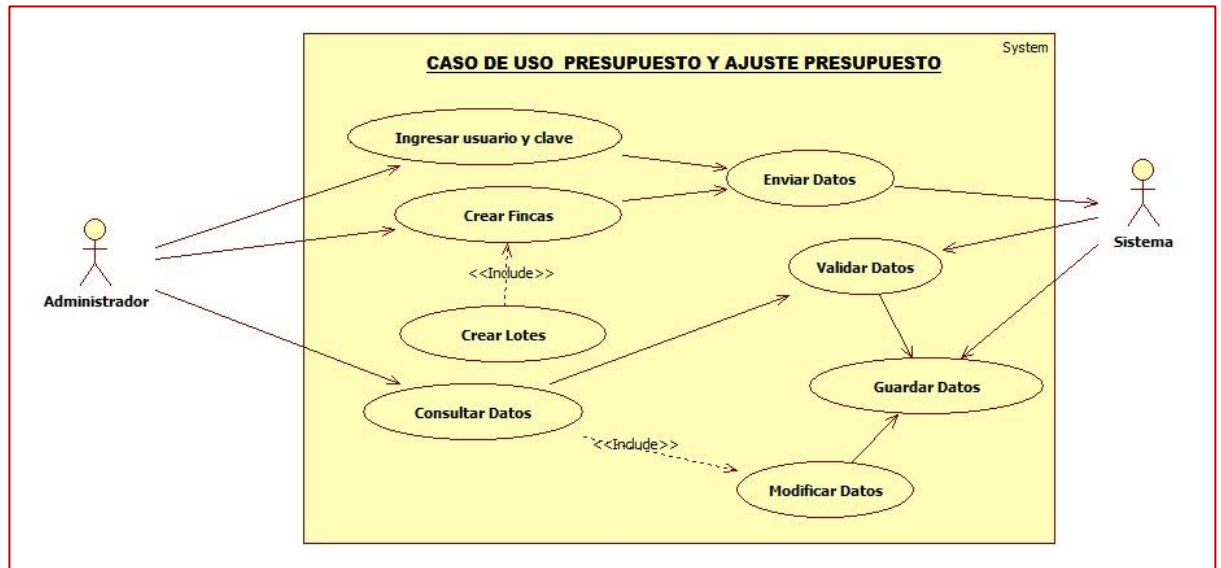 System
CASO DE USO PRESUPUESTO Y AJUSTE PRESUPUESTO
Ingresar usuario y clave
Enviar Datos
Crear Fincas
Sistema
Validar Datos
<<Include>>
Administrador
Crear Lotes
Guardar Datos
Consultar Datos
<<Include>>
Modificar Datos